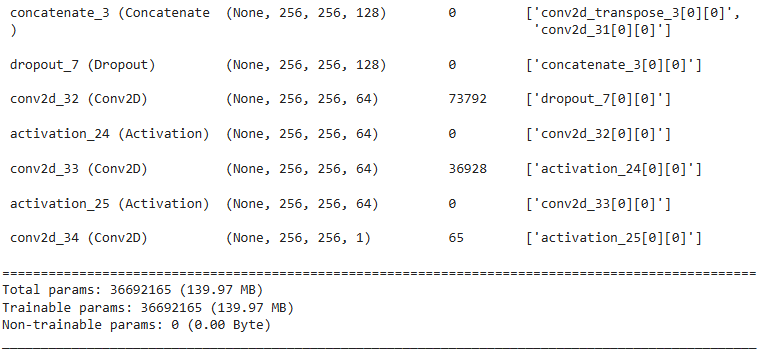 concatenate_3 (Concatenate (None, 256, 256, 128) 0 ['conv2d_transpose_3[0][0]',
) 'conv2d_31[0][0]']
dropout_7 (Dropout) (None, 256, 256, 128) 0 ['concatenate_3[0][0]']
conv2d_32 (Conv2D) (None, 256, 256, 64) 73792 ['dropout_7[0][0]']
activation_24 (Activation) (None, 256, 256, 64) 0 ['conv2d_32[0][0]']
conv2d_33 (Conv2D) (None, 256, 256, 64) 36928 ['activation_24[0][0]']
activation_25 (Activation) (None, 256, 256, 64) 0 ['conv2d_33[0][0]']
conv2d_34 (Conv2D) (None, 256, 256, 1) 65 ['activation_25[0][0]']
==================================================================================================
Total params: 36692165 (139.97 MB)
Trainable params: 36692165 (139.97 MB)
Non-trainable params: 0 (0.00 Byte)
__________________________________________________________________________________________________